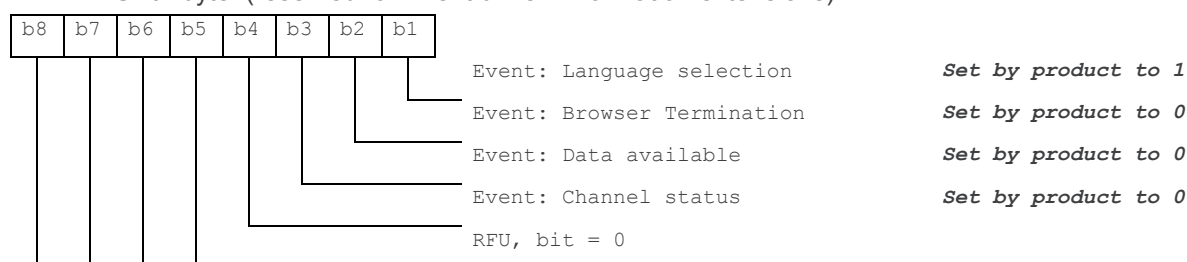 b8 b7 b6 b5 b4 b3 b2 b1
Event: Language selection Set by product to 1
Event: Browser Termination Set by product to 0
Event: Data available Set by product to 0
Event: Channel status Set by product to 0
RFU, bit = 0